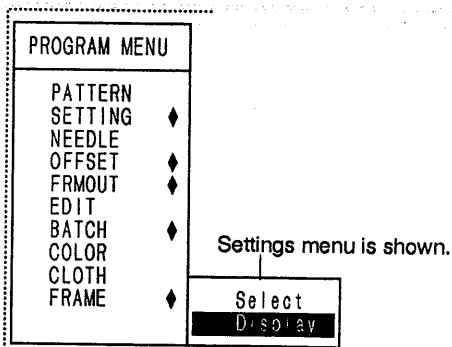 PROGRAM MENU
PATTERN
SETTING ♦
NEEDLE
OFFSET ♦
FRMOUT ♦
EDIT
BATCH ♦
COLOR
CLOTH
FRAME ♦
Settings menu is shown.
Select
Display